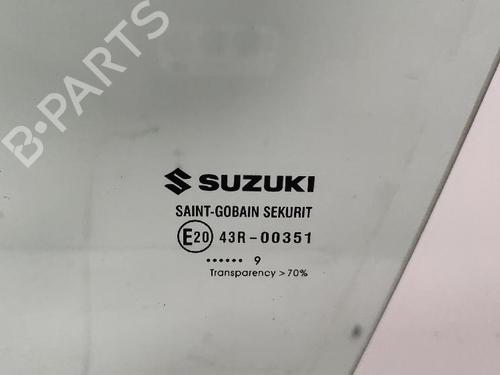 B-PARTS
SUZUKI
SAINT-GOBAIN SEKURIT
E20 43R-00351
...... 9
Transparency >70%